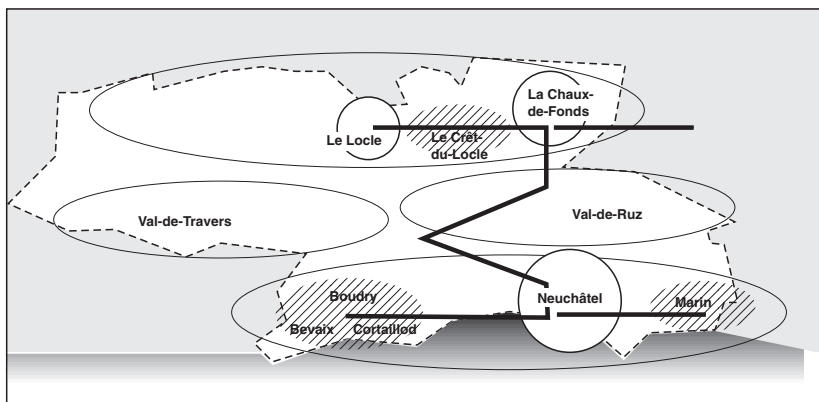 La Chaux-
de-Fonds
Le Locle
Le Crêt-
du-Locle
Val-de-Travers
Val-de-Ruz
Boudry
Neuchâtel
Marin
Bevaix
Cortaillod